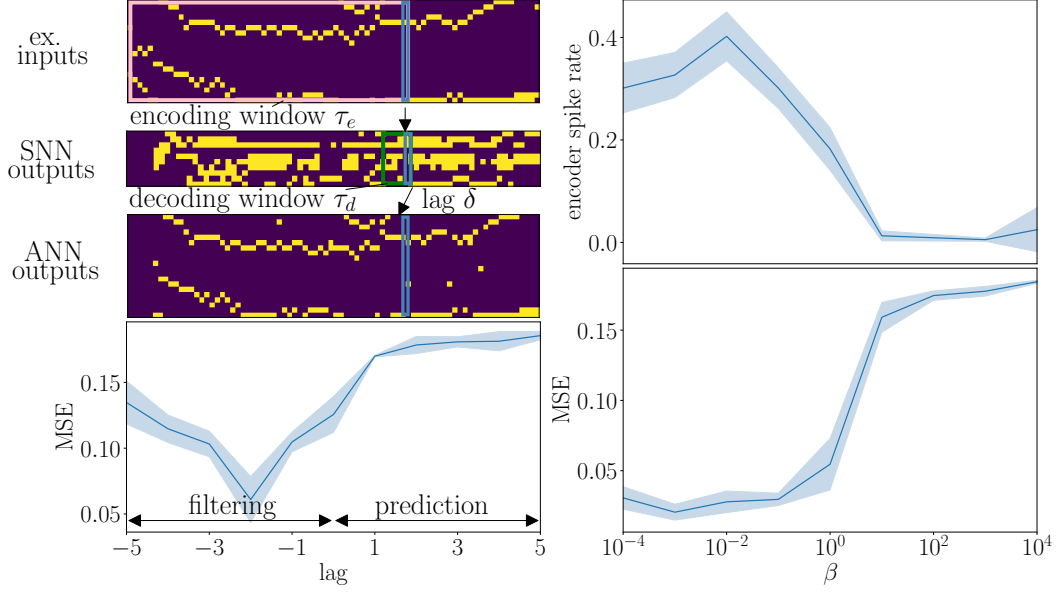 ex.
inputs
encoding window τ_e
SNN
outputs
decoding window τ_d
lag δ
ANN
outputs
MSE
0.15
0.10
0.05
filtering
prediction
−5
−3
−1
1
3
5
lag
encoder spike rate
0.4
0.2
0.0
MSE
0.15
0.10
0.05
10^−4
10^−2
10^0
10^2
10^4
β